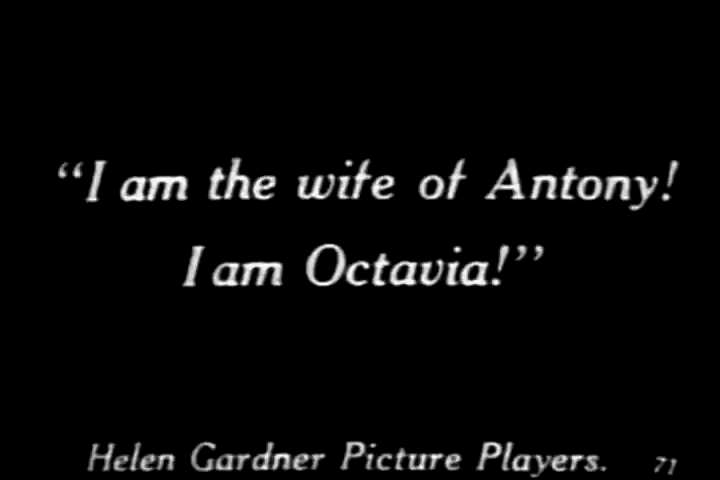 “I am the wife of Antony!
I am Octavia!”
Helen Gardner Picture Players. 71